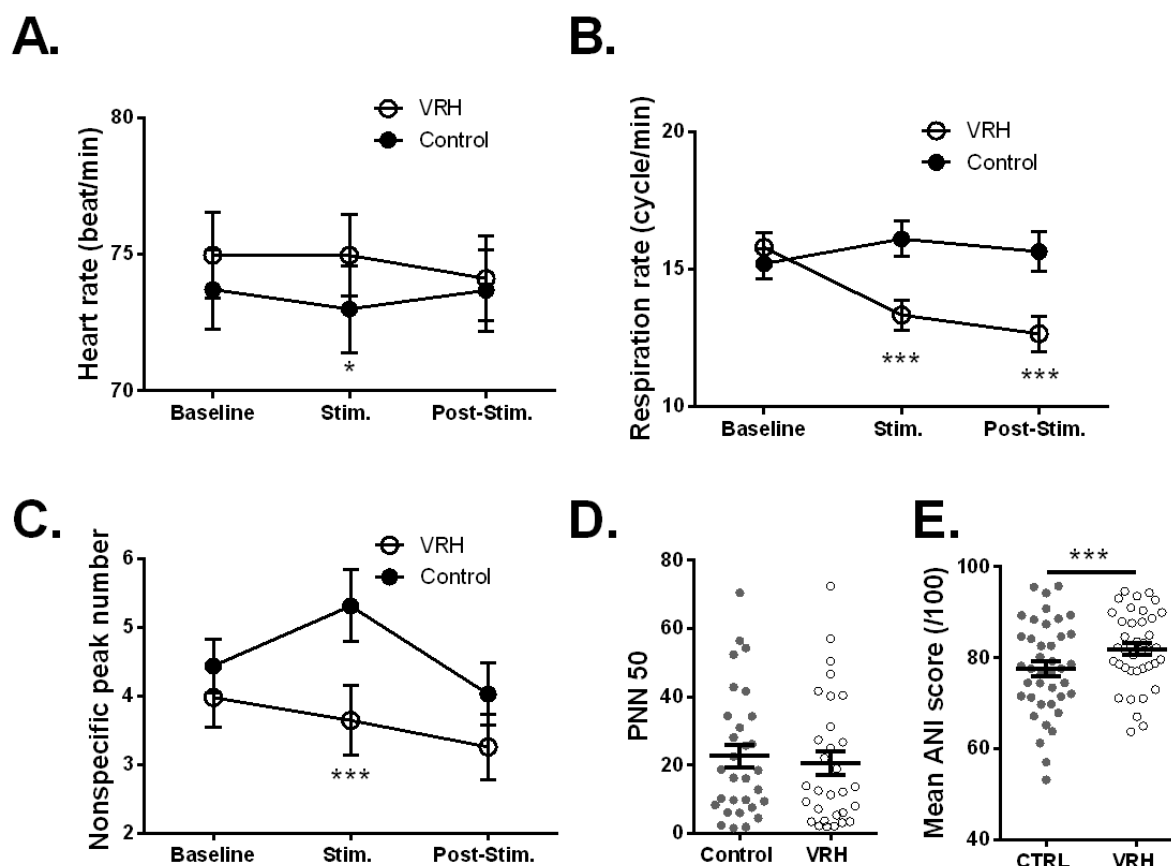 A.
Heart rate (beat/min)
80
75
70
VRH
Control
*
Baseline Stim. Post-Stim.
B.
Respiration rate (cycle/min)
20
15
10
VRH
Control
*** ***
Baseline Stim. Post-Stim.
C.
Nonspecific peak number
6
5
4
3
2
VRH
Control
***
Baseline Stim. Post-Stim.
D.
PNN 50
80
60
40
20
0
Control VRH
E.
Mean ANI score (/100)
100
80
60
40
***
CTRL VRH